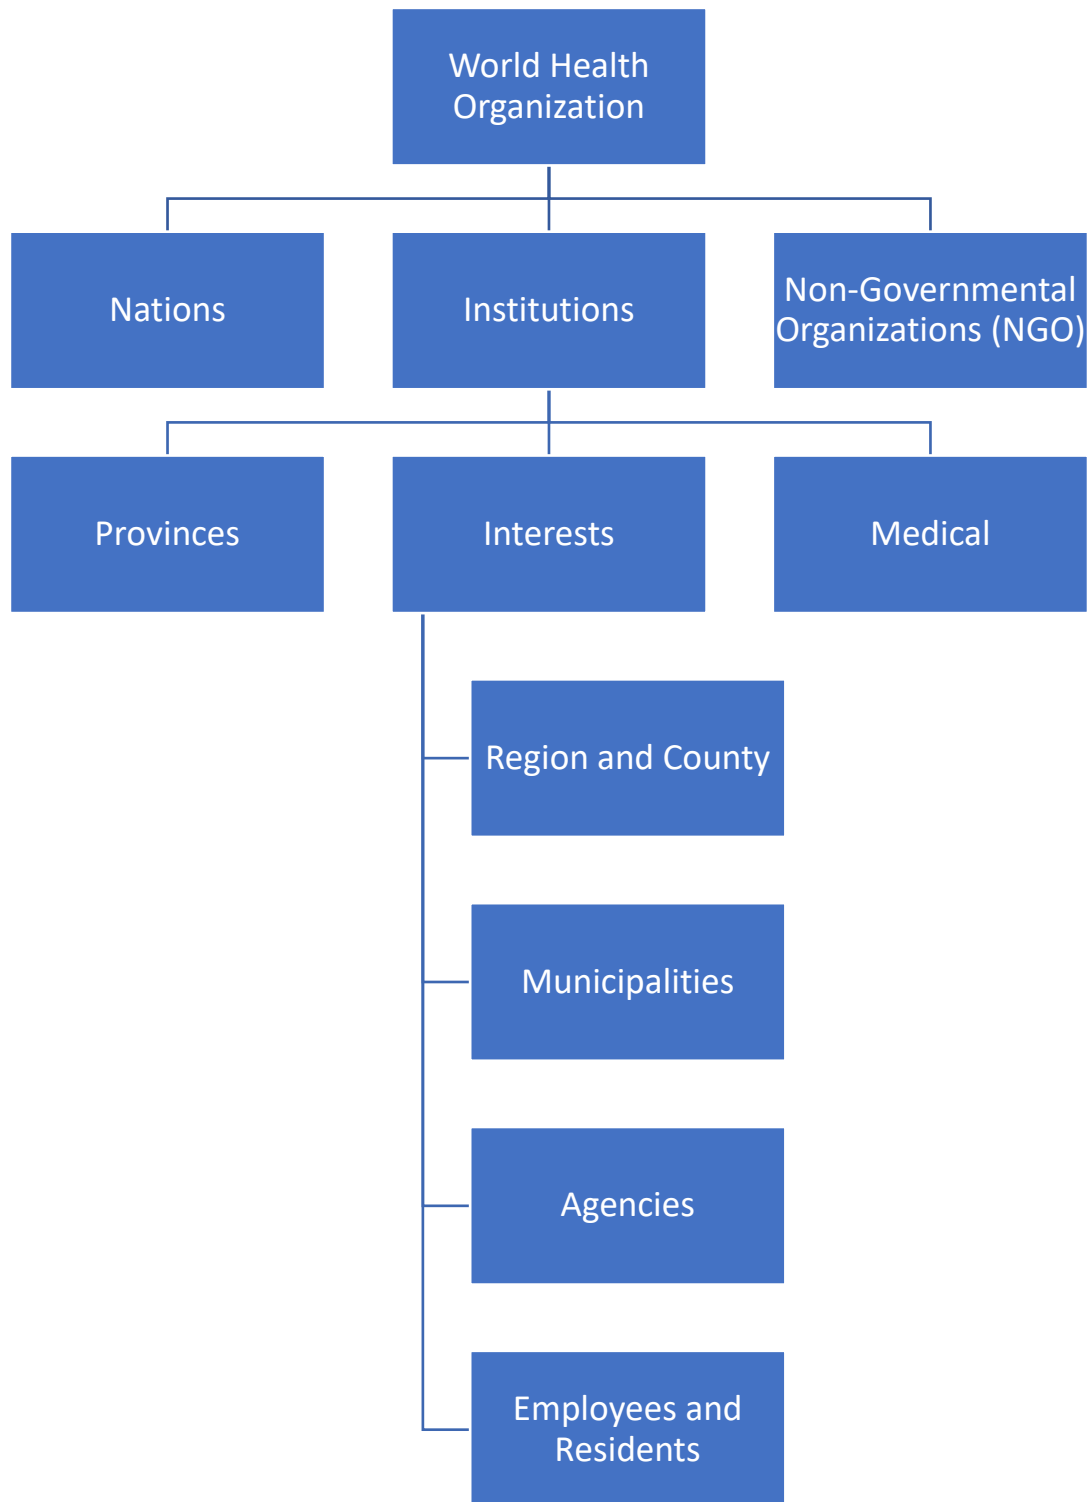 World Health
Organization
Nations
Institutions
Non-Governmental
Organizations (NGO)
Provinces
Interests
Medical
Region and County
Municipalities
Agencies
Employees and
Residents